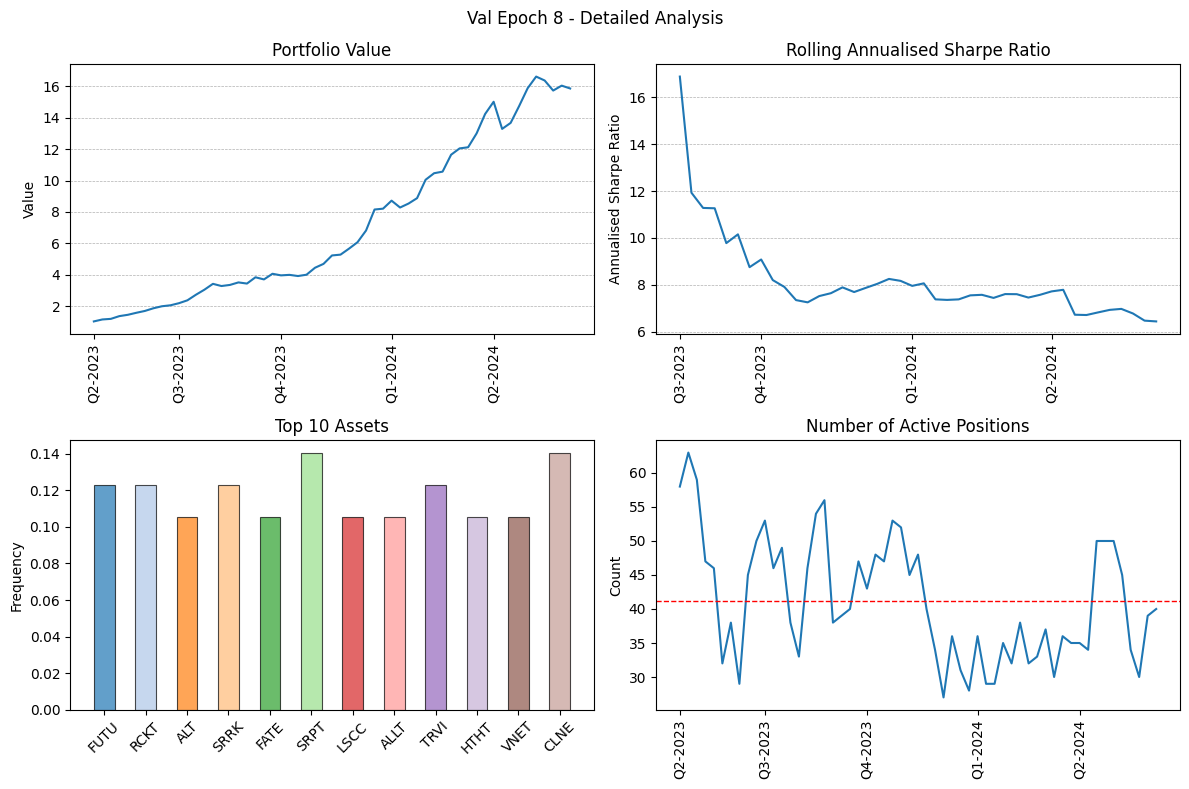 Val Epoch 8 - Detailed Analysis
Portfolio Value
Value
16
14
12
10
8
6
4
2
Q2-2023
Q3-2023
Q4-2023
Q1-2024
Q2-2024
Rolling Annualised Sharpe Ratio
Annualised Sharpe Ratio
16
14
12
10
8
6
Q3-2023
Q4-2023
Q1-2024
Q2-2024
Top 10 Assets
Frequency
0.14
0.12
0.10
0.08
0.06
0.04
0.02
0.00
FUTU
RCKT
ALT
SRRK
FATE
SRPT
LSCC
ALLT
TRVI
HTHT
VNET
CLNE
Number of Active Positions
Count
60
55
50
45
40
35
30
Q2-2023
Q3-2023
Q4-2023
Q1-2024
Q2-2024